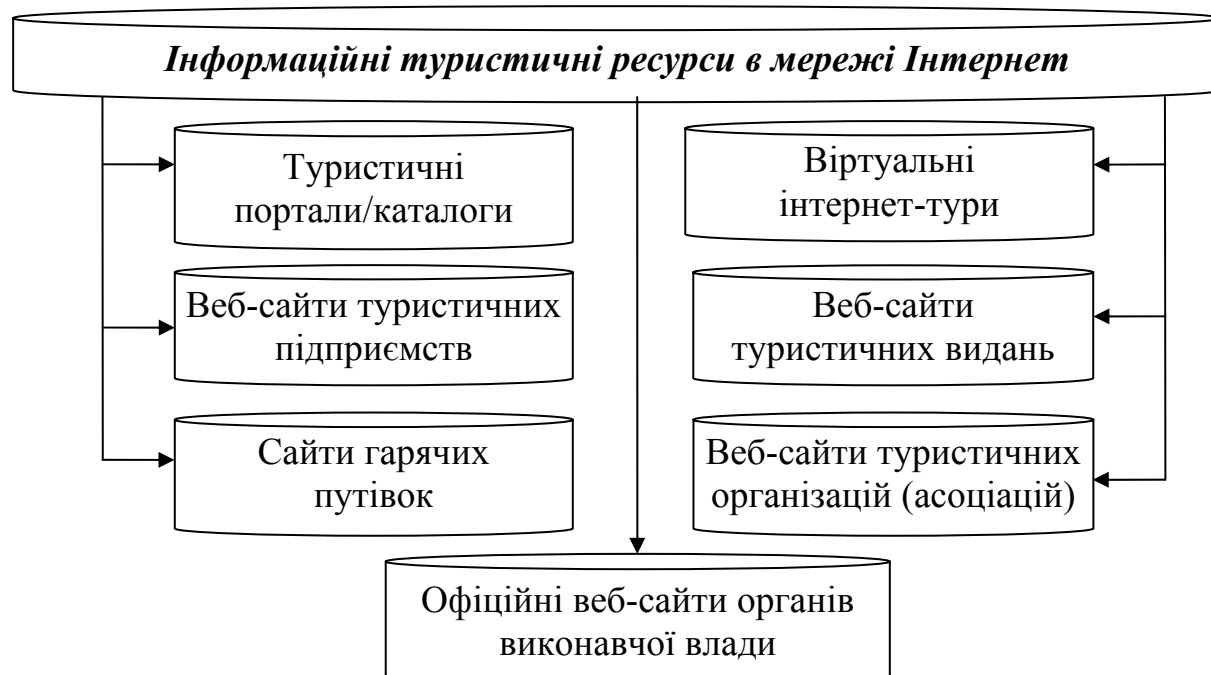 Інформаційні туристичні ресурси в мережі Інтернет
Туристичні
портали/каталоги
Веб-сайти туристичних
підприємств
Сайти гарячих
путівок
Віртуальні
інтернет-тури
Веб-сайти
туристичних видань
Веб-сайти туристичних
організацій (асоціацій)
Офіційні веб-сайти органів
виконавчої влади